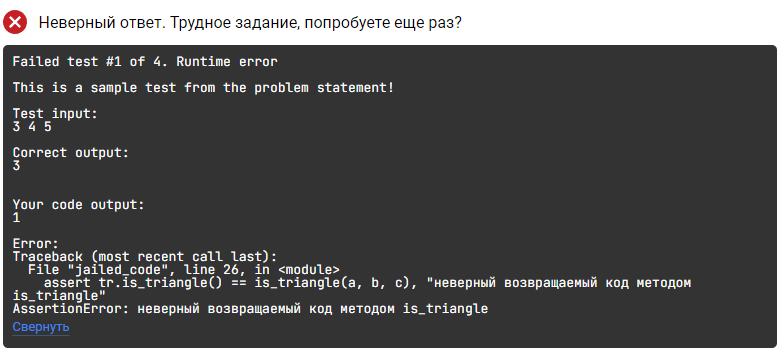 Неверный ответ. Трудное задание, попробуете еще раз?
Failed test #1 of 4. Runtime error
This is a sample test from the problem statement!
Test input:
3 4 5
Correct output:
3
Your code output:
1
Error:
Traceback (most recent call last):
File "jailed_code", line 26, in <module>
assert tr.is_triangle() == is_triangle(a, b, c), "неверный возвращаемый код методом
is_triangle"
AssertionError: неверный возвращаемый код методом is_triangle
Свернуть